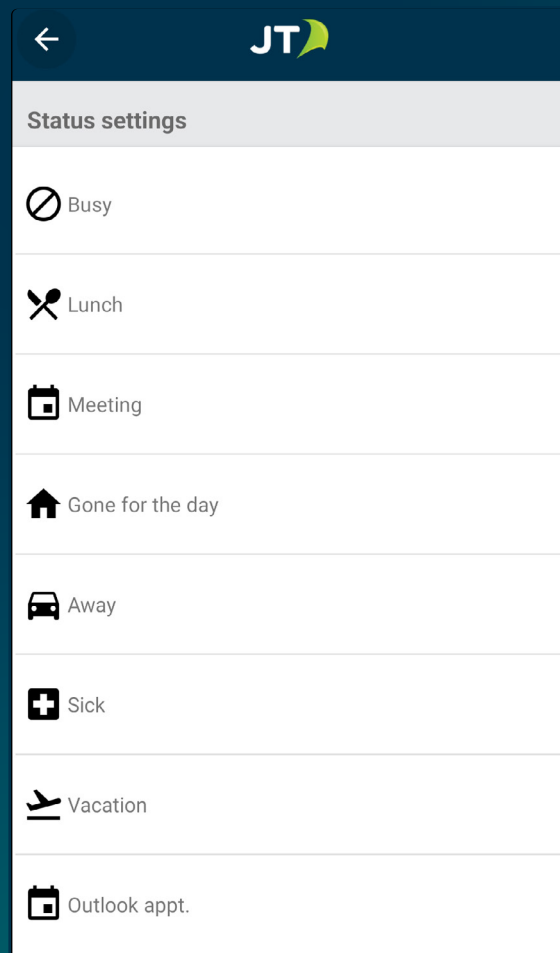 JT
Status settings
Busy
Lunch
Meeting
Gone for the day
Away
Sick
Vacation
Outlook appt.